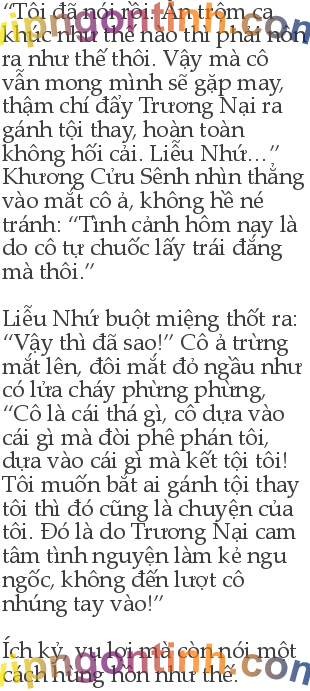 “Tôi đã nói rồi. Ăn trộm ca
khúc như thế nào thì phải nôn
ra như thế thôi. Vậy mà cô
vẫn mong mình sẽ gặp may,
thậm chí đẩy Trương Nại ra
gánh tội thay, hoàn toàn
không hối cải. Liễu Nhứ…”
Khương Cửu Sênh nhìn thẳng
vào mắt cô ả, không hề né
tránh: “Tình cảnh hôm nay là
do cô tự chuốc lấy trái đắng
mà thôi.”
Liễu Nhứ buột miệng thốt ra:
“Vậy thì đã sao!” Cô ả trừng
mắt lên, đôi mắt đỏ ngầu như
có lửa cháy phừng phừng,
“Cô là cái thá gì, cô dựa vào
cái gì mà đòi phê phán tôi,
dựa vào cái gì mà kết tội tôi!
Tôi muốn bắt ai gánh tội thay
tôi thì đó cũng là chuyện của
tôi. Đó là do Trương Nại cam
tâm tình nguyện làm kẻ ngu
ngốc, không đến lượt cô
nhúng tay vào!”
Ích kỷ, vụ lợi mà còn nói một
cách hùng hồn như thế.
vipngontinh.com
vipngontinh.com